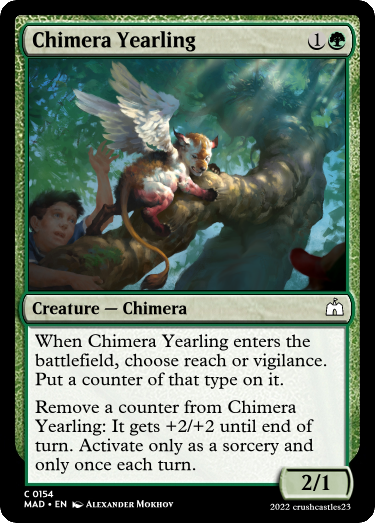 Chimera Yearling 1
Creature — Chimera
When Chimera Yearling enters the
battlefield, choose reach or vigilance.
Put a counter of that type on it.
Remove a counter from Chimera
Yearling: It gets +2/+2 until end of
turn. Activate only as a sorcery and
only once each turn.
2/1
C 0154
MAD • EN Alexander Mokhov
2022 crushcastles23